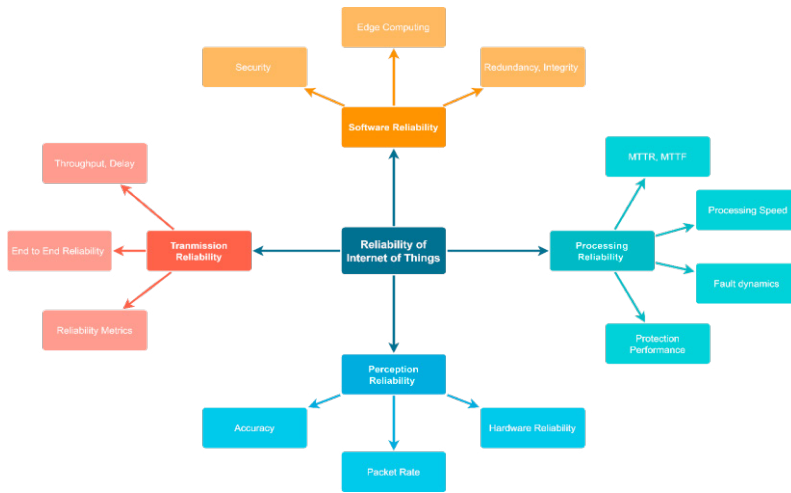 Edge Computing
Security
Redundancy, Integrity
Software Reliability
MTTR, MTTF
Throughput, Delay
Processing Speed
End to End Reliability
Tranmission
Reliability
Reliability of
Internet of Things
Processing
Reliability
Fault dynamics
Reliability Metrics
Protection
Performance
Perception
Reliability
Accuracy
Hardware Reliability
Packet Rate